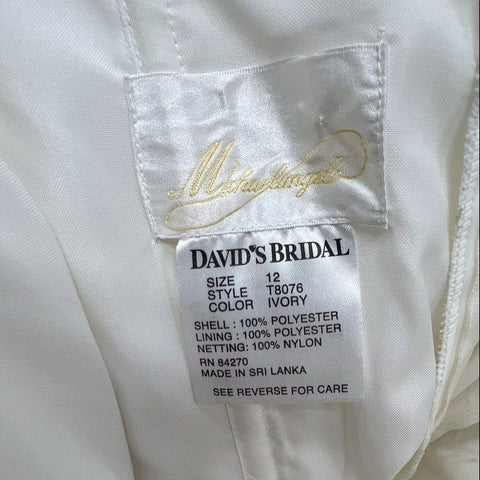 Michaelangelo
DAVID'S BRIDAL
SIZE 12
STYLE T8076
COLOR IVORY
SHELL : 100% POLYESTER
LINING : 100% POLYESTER
NETTING: 100% NYLON
RN 84270
MADE IN SRI LANKA
SEE REVERSE FOR CARE